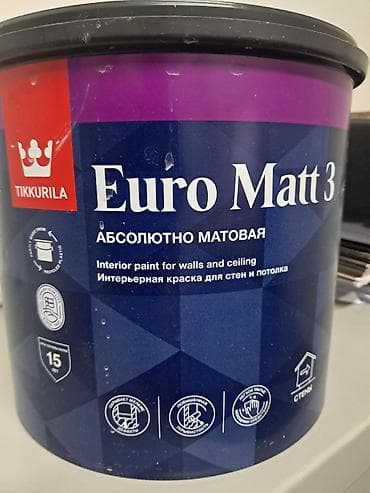 TIKKURILA
Euro Matt 3
АБСОЛЮТНО МАТОВАЯ
Interior paint for walls and ceiling
Интерьерная краска для стен и потолка
15
ЛЕТ
СТЕНЫ